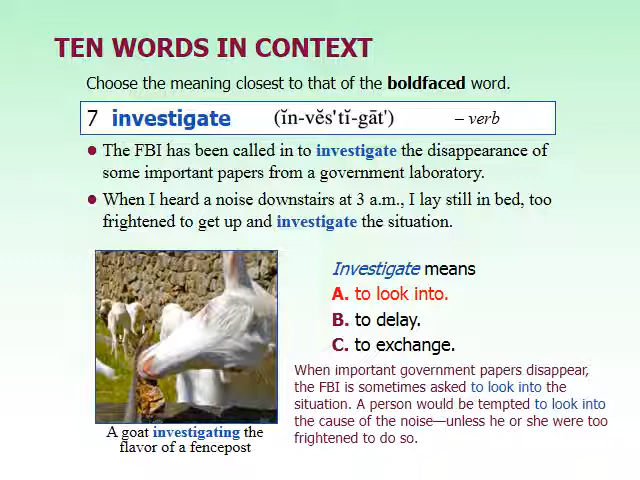 TEN WORDS IN CONTEXT
Choose the meaning closest to that of the boldfaced word.
7 investigate (ĭn-vĕs'tĭ-gāt') – verb
• The FBI has been called in to investigate the disappearance of
some important papers from a government laboratory.
• When I heard a noise downstairs at 3 a.m., I lay still in bed, too
frightened to get up and investigate the situation.
Investigate means
A. to look into.
B. to delay.
C. to exchange.
When important government papers disappear,
the FBI is sometimes asked to look into the
situation. A person would be tempted to look into
the cause of the noise—unless he or she were too
frightened to do so.
A goat investigating the
flavor of a fencepost